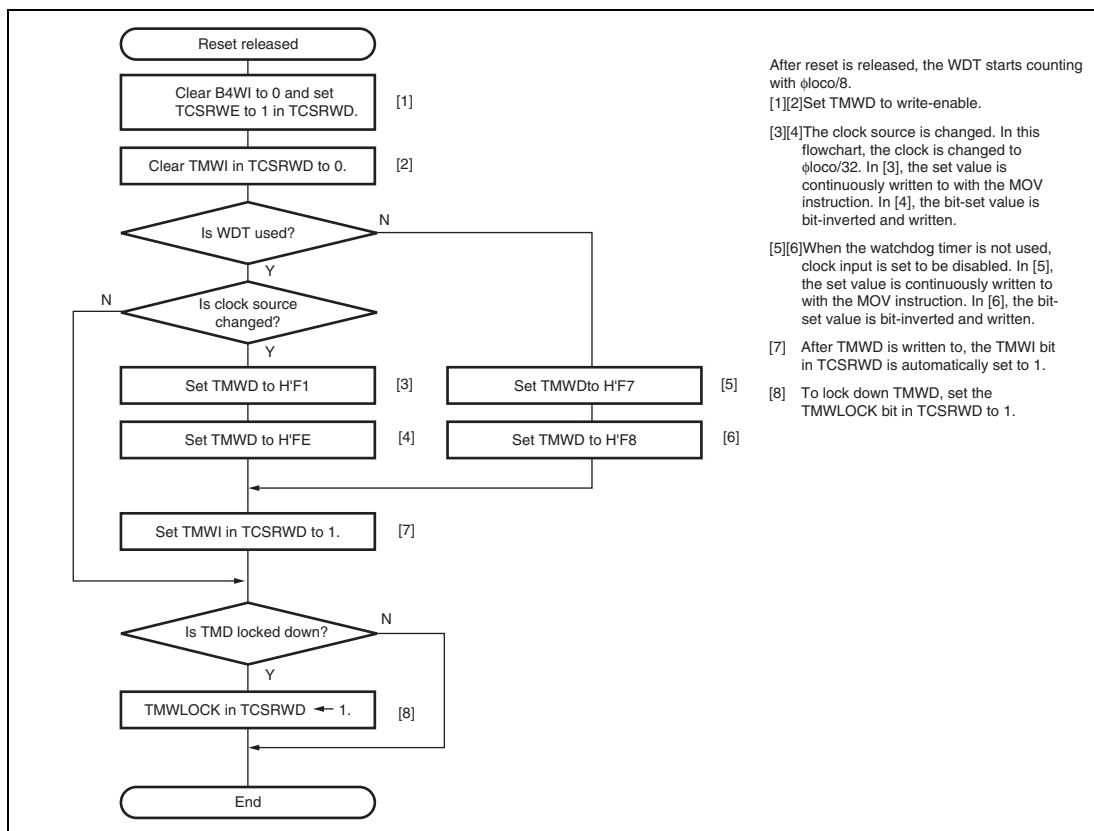 Reset released
Clear B4WI to 0 and set
TCSRWE to 1 in TCSRWD.
[1]
Clear TMWI in TCSRWD to 0.
[2]
Is WDT used?
N
Y
Is clock source
changed?
N
Y
Set TMWD to H'F1
[3]
Set TMWDto H'F7
[5]
Set TMWD to H'FE
[4]
Set TMWD to H'F8
[6]
Set TMWI in TCSRWD to 1.
[7]
Is TMD locked down?
N
Y
TMWLOCK in TCSRWD ← 1.
[8]
End
After reset is released, the WDT starts counting
with ϕloco/8.
[1][2]Set TMWD to write-enable.
[3][4]The clock source is changed. In this
flowchart, the clock is changed to
ϕloco/32. In [3], the set value is
continuously written to with the MOV
instruction. In [4], the bit-set value is
bit-inverted and written.
[5][6]When the watchdog timer is not used,
clock input is set to be disabled. In [5],
the set value is continuously written to
with the MOV instruction. In [6], the bit-
set value is bit-inverted and written.
[7] After TMWD is written to, the TMWI bit
in TCSRWD is automatically set to 1.
[8] To lock down TMWD, set the
TMWLOCK bit in TCSRWD to 1.